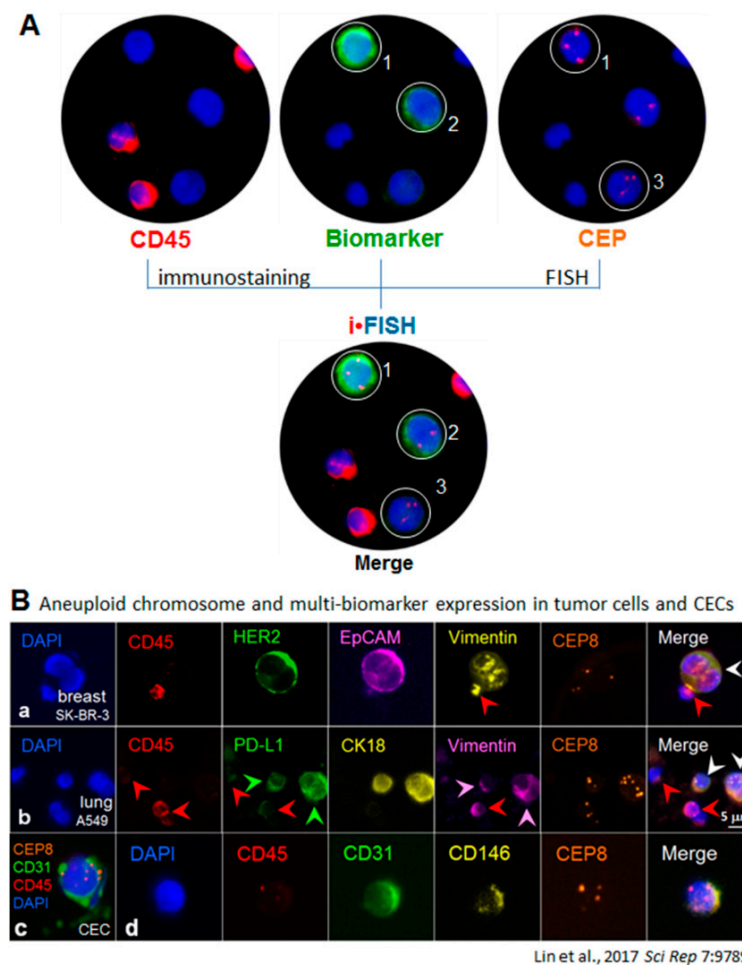 A
1
2
1
3
CD45
Biomarker
CEP
immunostaining
FISH
i•FISH
1
2
3
Merge
B Aneuploid chromosome and multi-biomarker expression in tumor cells and CECs
DAPI
CD45
HER2
EpCAM
Vimentin
CEP8
Merge
breast
SK-BR-3
a
DAPI
CD45
PD-L1
CK18
Vimentin
CEP8
Merge
lung
A549
b
5 μ
CEP8
CD31
CD45
DAPI
c
CEC
DAPI
CD45
CD31
CD146
CEP8
Merge
d
Lin et al., 2017 Sci Rep 7:9789